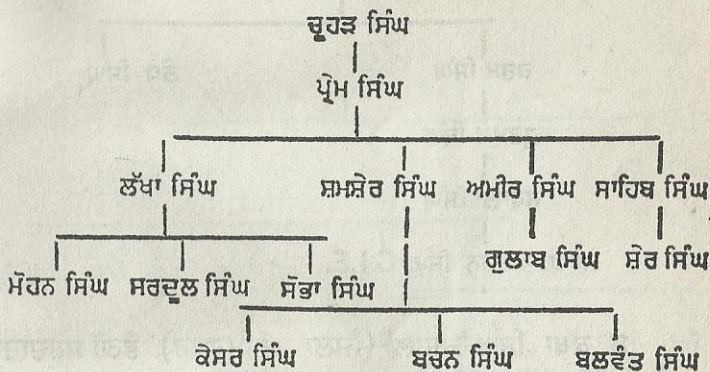 ਚੂਹੜ ਸਿੰਘ
ਪ੍ਰੇਮ ਸਿੰਘ
ਲੱਖਾ ਸਿੰਘ ਸ਼ਮਸ਼ੇਰ ਸਿੰਘ ਅਮੀਰ ਸਿੰਘ ਸਾਹਿਬ ਸਿੰਘ
ਗੁਲਾਬ ਸਿੰਘ ਸ਼ੇਰ ਸਿੰਘ
ਮੋਹਨ ਸਿੰਘ ਸਰਦੂਲ ਸਿੰਘ ਸੋਭਾ ਸਿੰਘ
ਕੇਸਰ ਸਿੰਘ ਬਚਨ ਸਿੰਘ ਬਲਵੰਤ ਸਿੰਘ